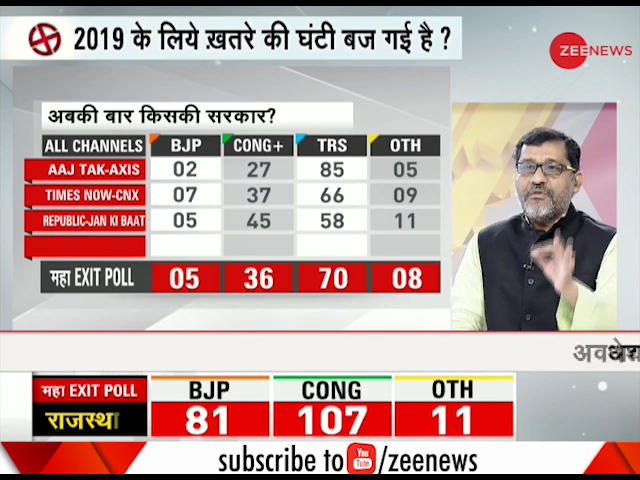 2019 के लिये ख़तरे की घंटी बज गई है ?
ZEENEWS
अबकी बार किसकी सरकार?
ALL CHANNELS BJP CONG+ TRS OTH
AAJ TAK-AXIS 02 27 85 05
TIMES NOW-CNX 07 37 66 09
REPUBLIC-JAN KI BAAT 05 45 58 11
महा EXIT POLL 05 36 70 08
महा EXIT POLL BJP CONG OTH
राजस्था 81 107 11
subscribe to You Tube /zeenews